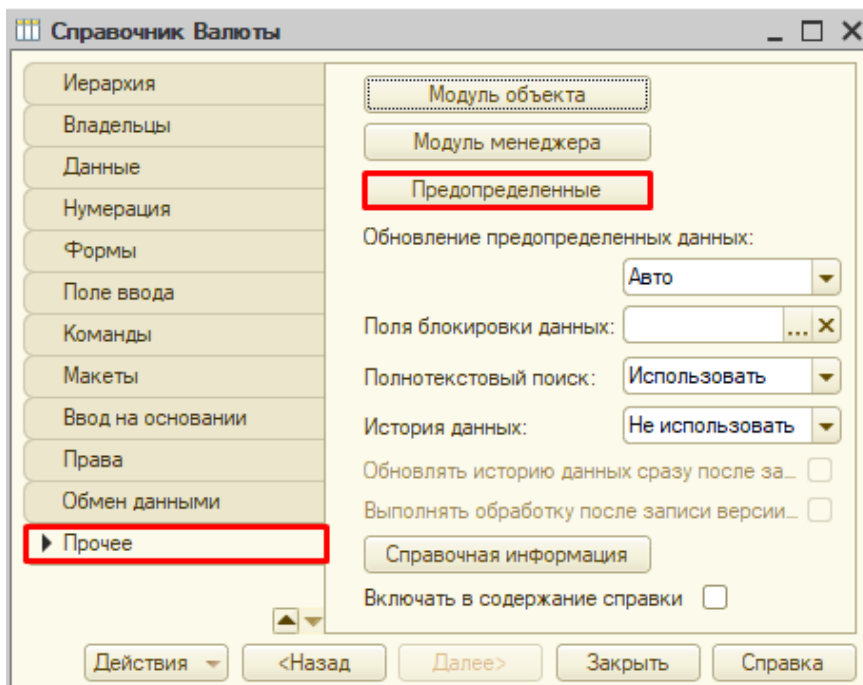 Справочник Валюты
Иерархия
Владельцы
Данные
Нумерация
Формы
Поле ввода
Команды
Макеты
Ввод на основании
Права
Обмен данными
Прочее
Модуль объекта
Модуль менеджера
Предопределенные
Обновление предопределенных данных:
Авто
Поля блокировки данных: ...
Полнотекстовый поиск: Использовать
История данных: Не использовать
Обновлять историю данных сразу после за...
Выполнять обработку после записи версии...
Справочная информация
Включать в содержание справки
Действия <Назад Далее> Закрыть Справка